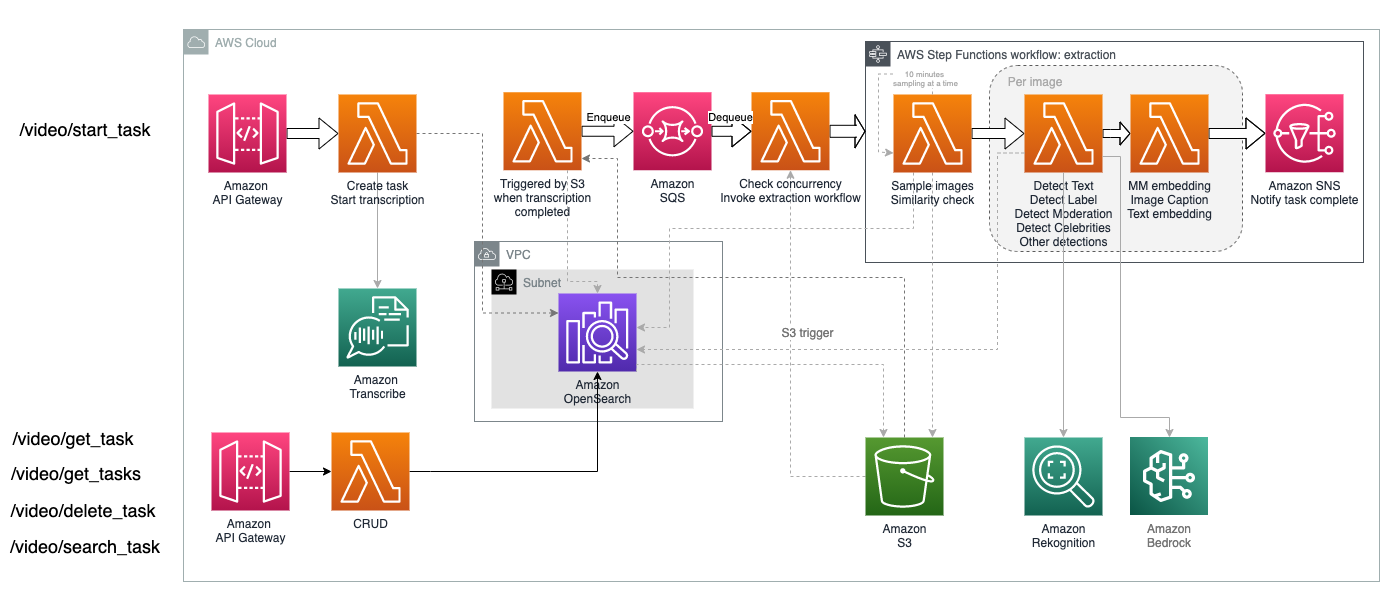 AWS Cloud
AWS Step Functions workflow: extraction
10 minutes
sampling at a time
Per image
/video/start_task
Enqueue
Dequeue
Amazon
API Gateway
Create task
Start transcription
Triggered by S3
when transcription
completed
Amazon
SQS
Check concurrency
Invoke extraction workflow
Sample images
Similarity check
Detect Text
Detect Label
Detect Moderation
Detect Celebrities
Other detections
MM embedding
Image Caption
Text embedding
Amazon SNS
Notify task complete
VPC
Subnet
S3 trigger
Amazon
Transcribe
Amazon
OpenSearch
/video/get_task
/video/get_tasks
/video/delete_task
/video/search_task
Amazon
API Gateway
CRUD
Amazon
S3
Amazon
Rekognition
Amazon
Bedrock